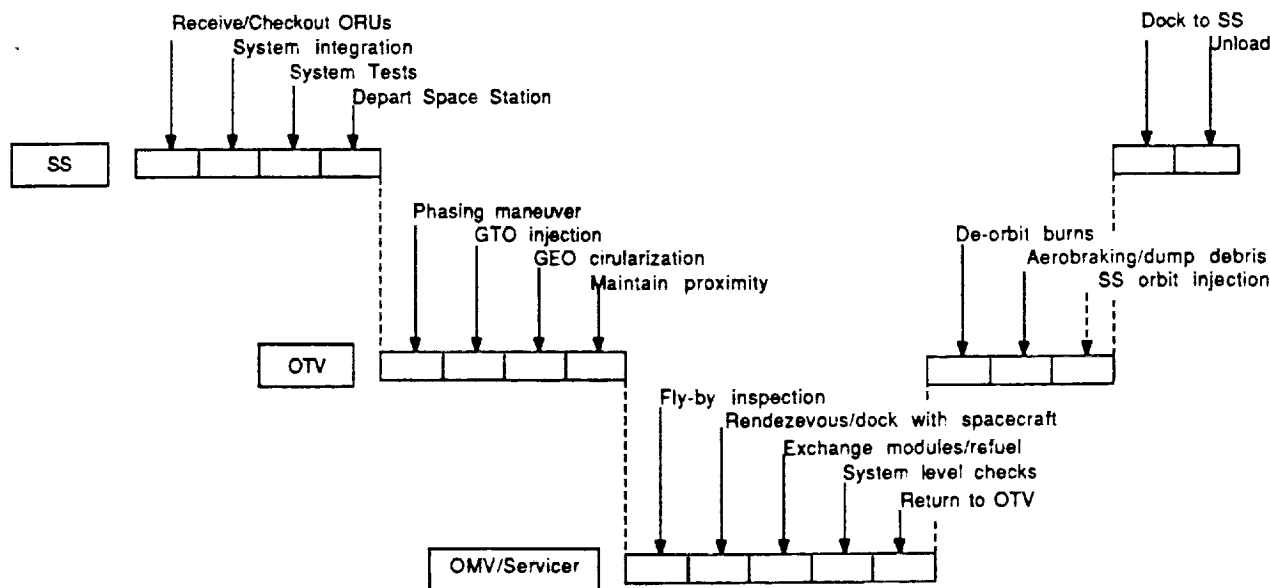 Receive/Checkout ORUs
System integration
System Tests
Depart Space Station
Dock to SS
Unload
SS
Phasing maneuver
GTO injection
GEO cirularization
Maintain proximity
De-orbit burns
Aerobraking/dump debris
SS orbit injection
OTV
Fly-by inspection
Rendezevous/dock with spacecraft
Exchange modules/refuel
System level checks
Return to OTV
OMV/Servicer